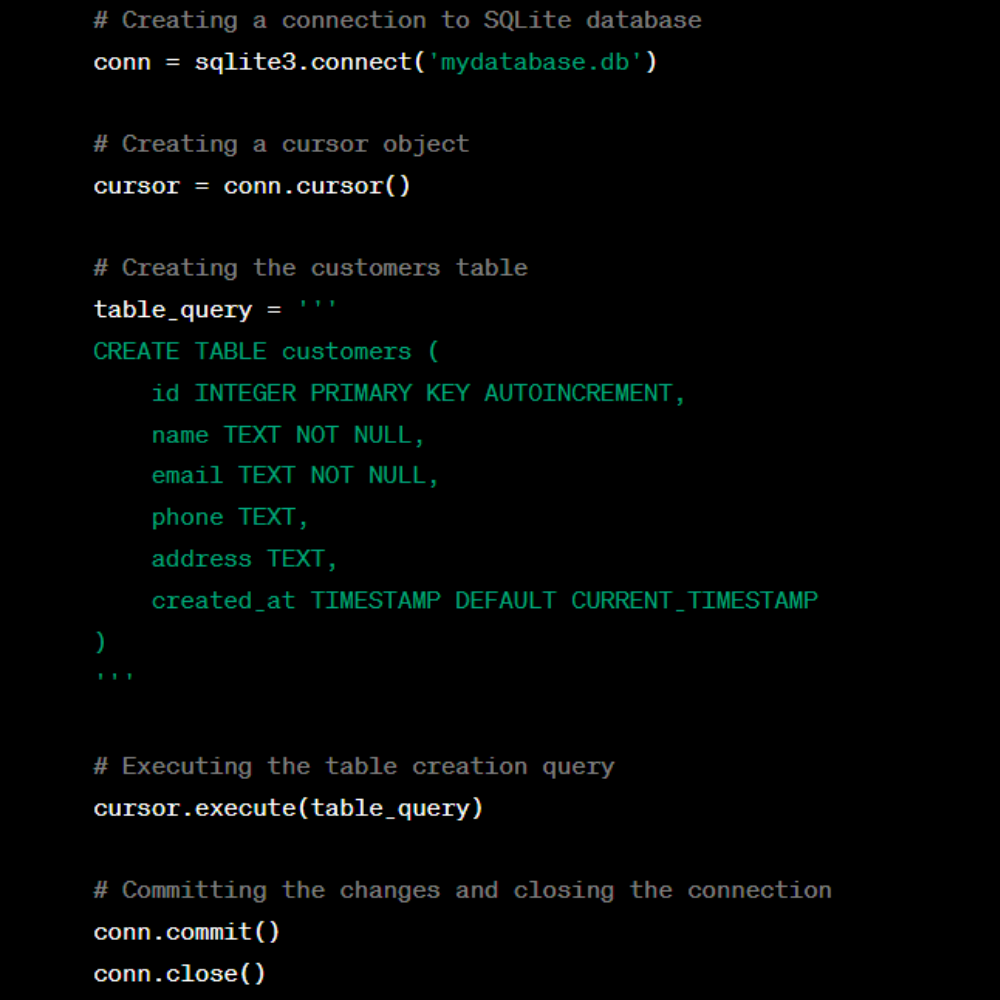 # Creating a connection to SQLite database
conn = sqlite3.connect('mydatabase.db')
# Creating a cursor object
cursor = conn.cursor()
# Creating the customers table
table_query = '''
CREATE TABLE customers (
    id INTEGER PRIMARY KEY AUTOINCREMENT,
    name TEXT NOT NULL,
    email TEXT NOT NULL,
    phone TEXT,
    address TEXT,
    created_at TIMESTAMP DEFAULT CURRENT_TIMESTAMP
)
'''
# Executing the table creation query
cursor.execute(table_query)
# Committing the changes and closing the connection
conn.commit()
conn.close()